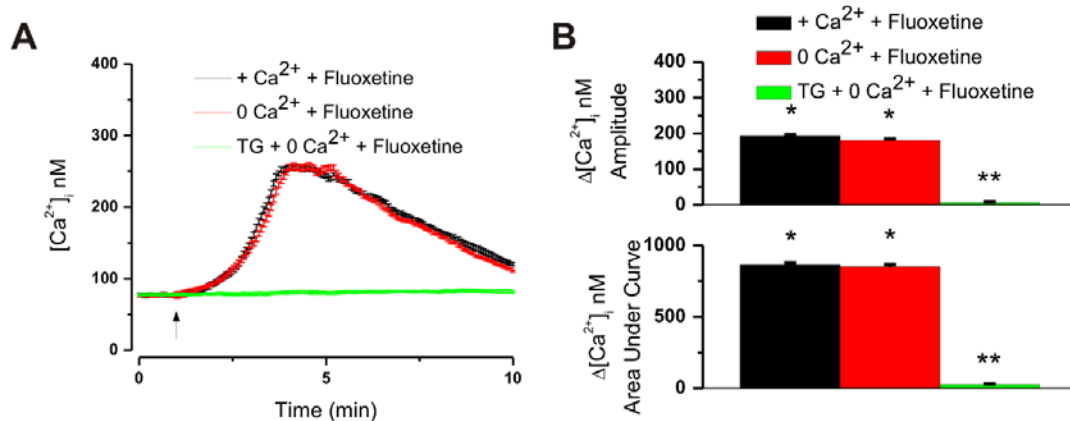 A
400
300
200
100
0
[Ca²⁺]ᵢ nM
+ Ca²⁺ + Fluoxetine
0 Ca²⁺ + Fluoxetine
TG + 0 Ca²⁺ + Fluoxetine
0
5
10
Time (min)
B
+ Ca²⁺ + Fluoxetine
0 Ca²⁺ + Fluoxetine
TG + 0 Ca²⁺ + Fluoxetine
Δ[Ca²⁺]ᵢ nM
Amplitude
400
300
200
100
0
*
*
**
Δ[Ca²⁺]ᵢ nM
Area Under Curve
1000
500
0
*
*
**